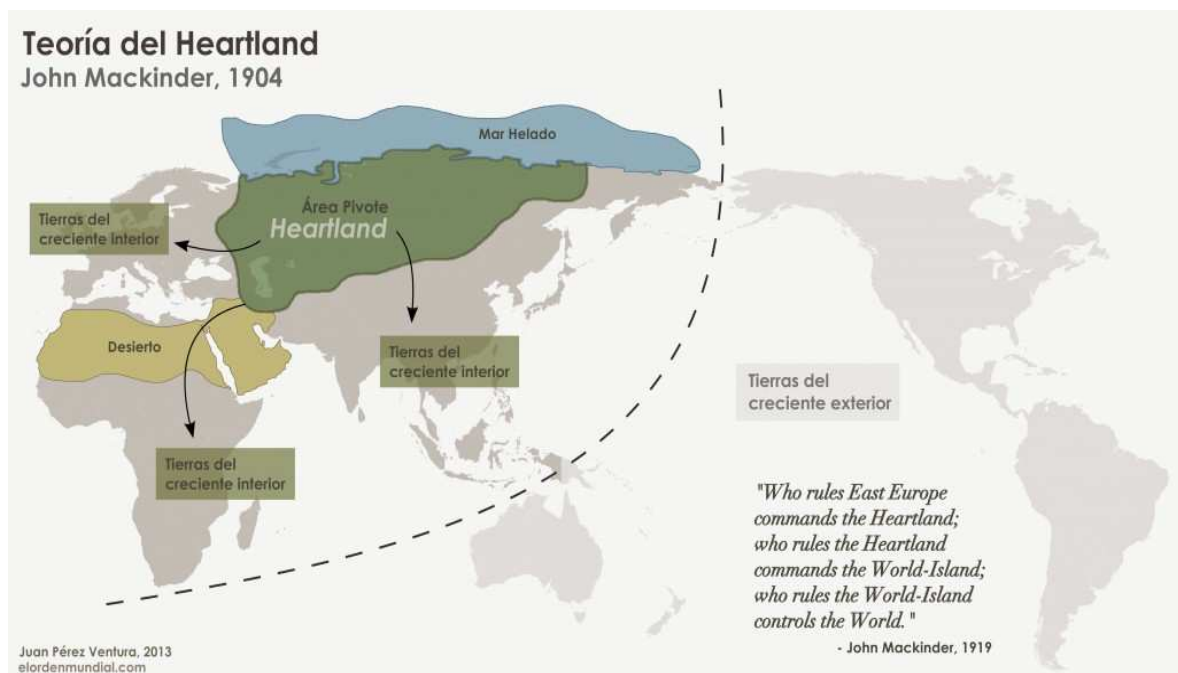 Teoría del Heartland
John Mackinder, 1904
Mar Helado
Área Pivote
Heartland
Tierras del
creciente interior
Desierto
Tierras del
creciente interior
Tierras del
creciente exterior
Tierras del
creciente interior
"Who rules East Europe
commands the Heartland;
who rules the Heartland
commands the World-Island;
who rules the World-Island
controls the World."
- John Mackinder, 1919
Juan Pérez Ventura, 2013
elordenmundial.com